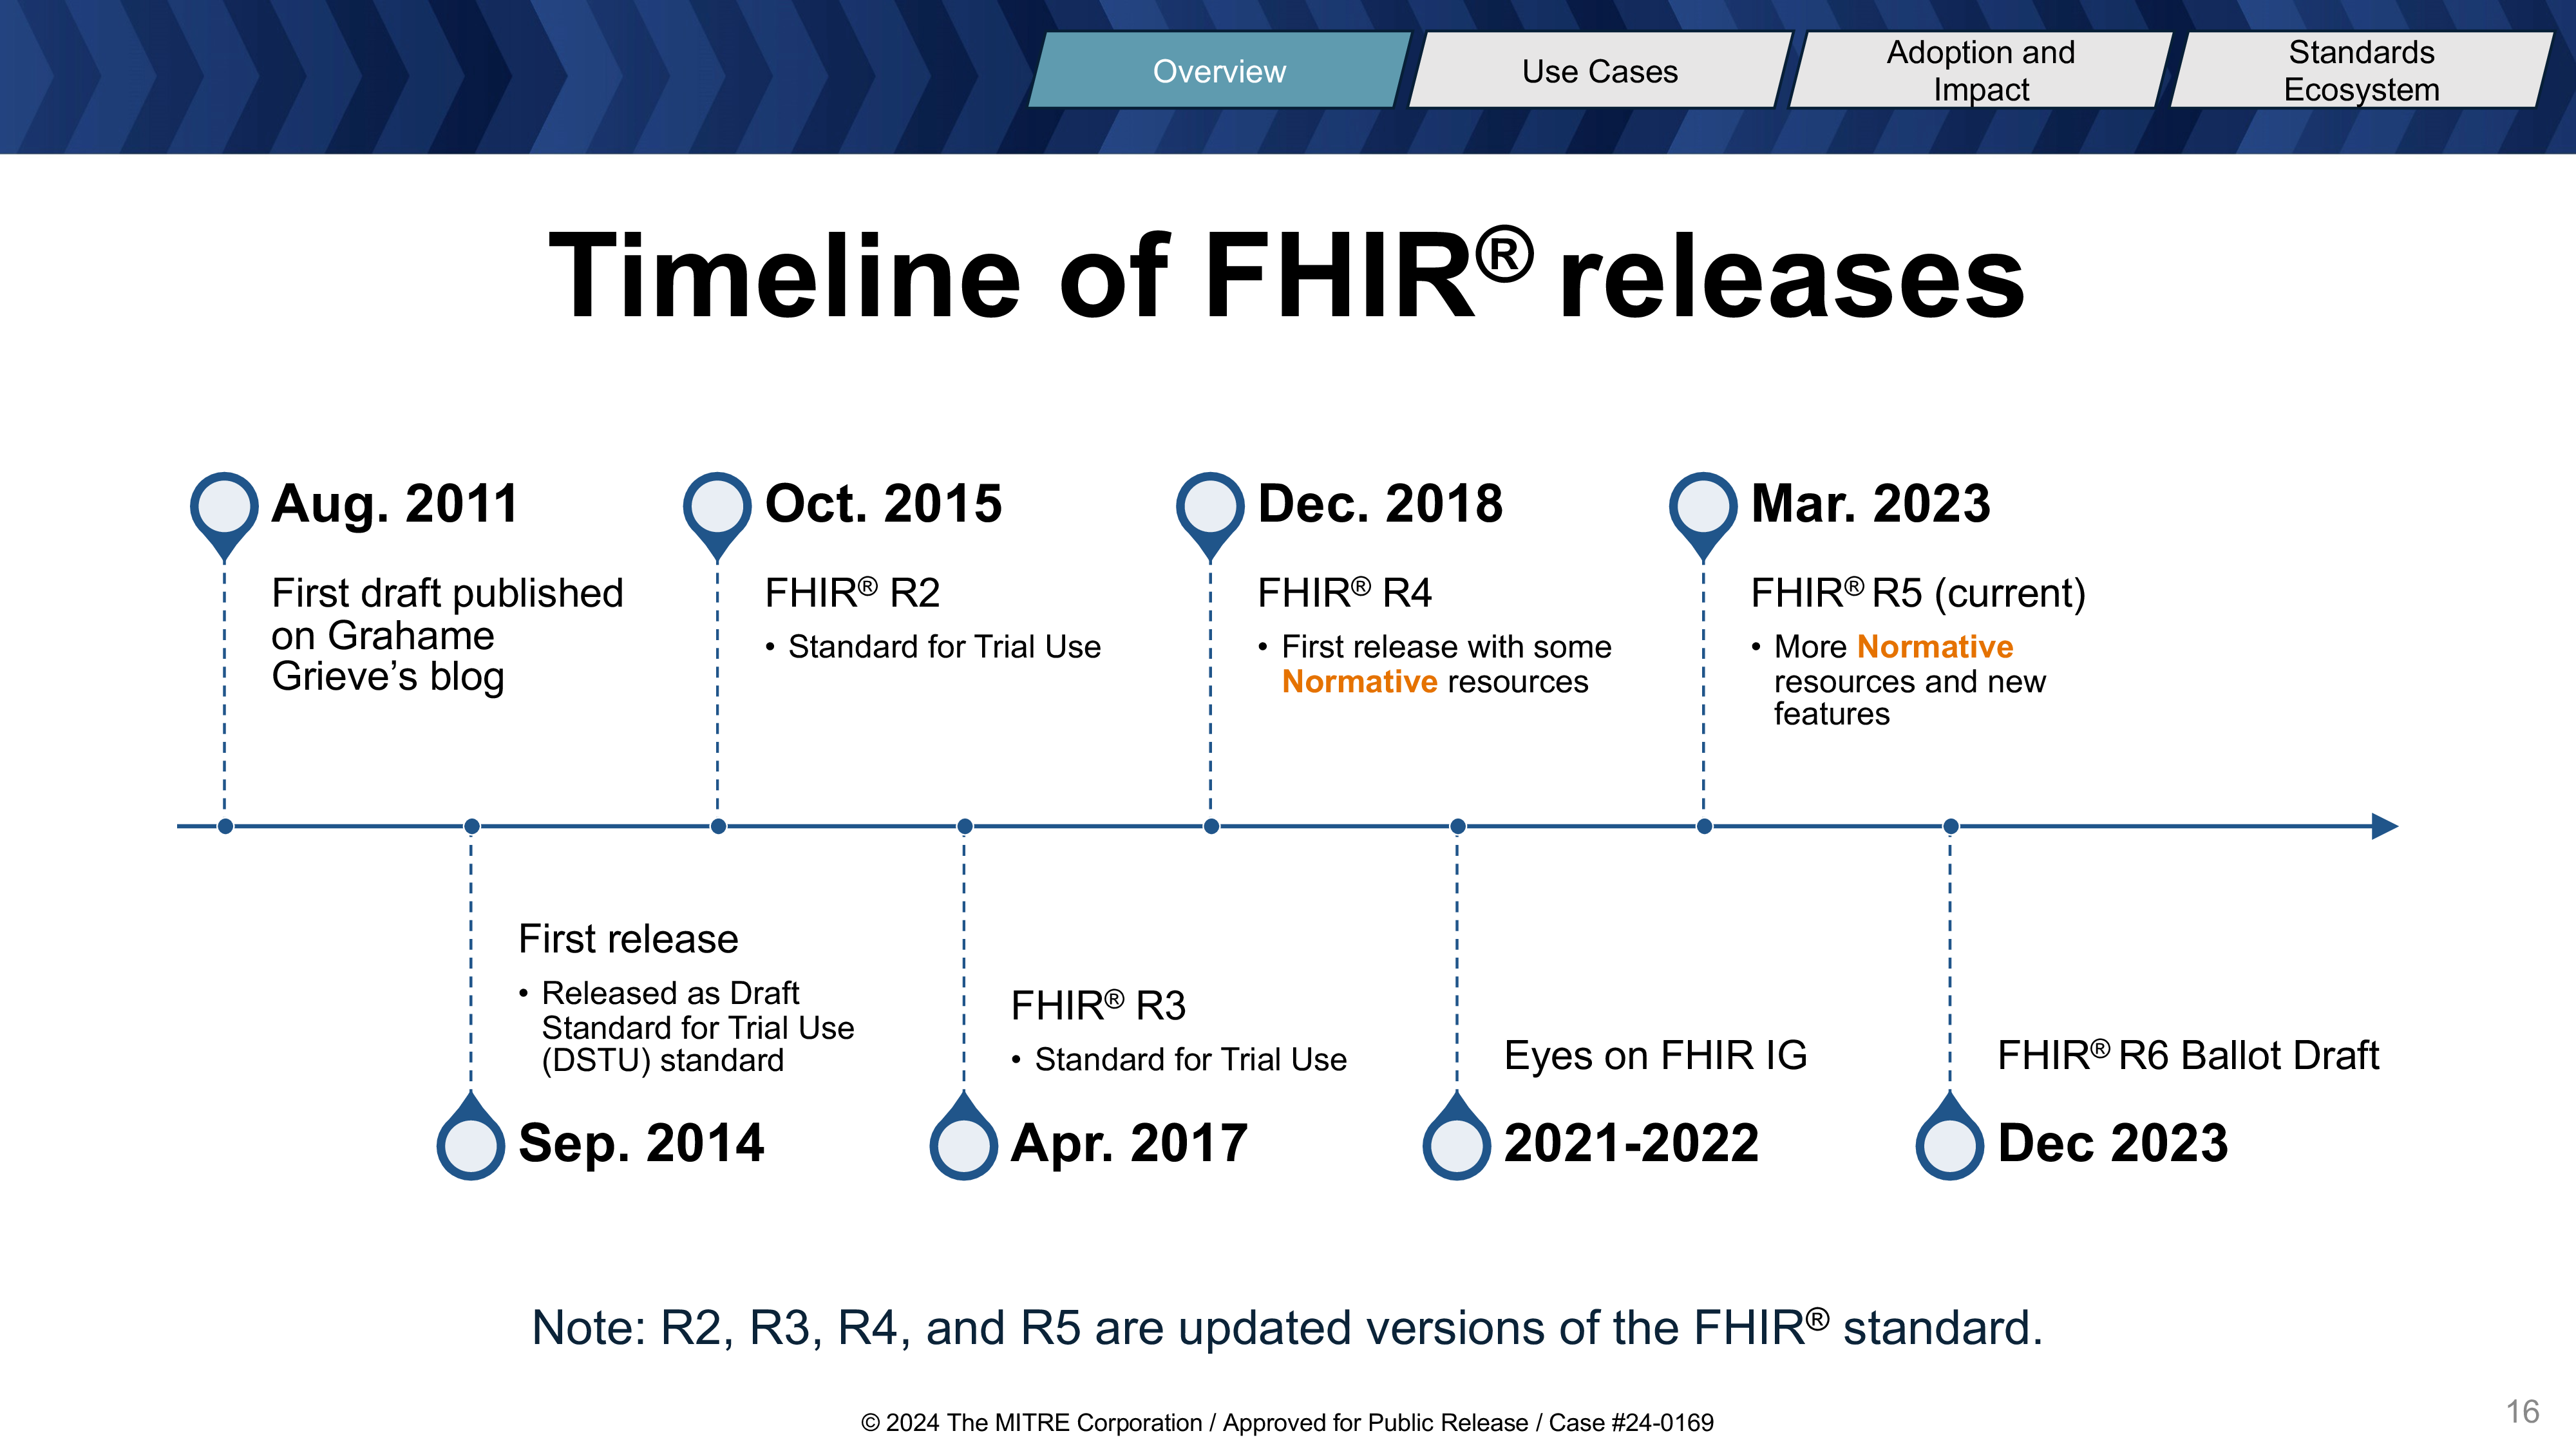 Overview
Use Cases
Adoption and
Impact
Standards
Ecosystem
Timeline of FHIR® releases
Aug. 2011
First draft published
on Grahame
Grieve’s blog
Oct. 2015
FHIR® R2
• Standard for Trial Use
Dec. 2018
FHIR® R4
• First release with some
Normative resources
Mar. 2023
FHIR® R5 (current)
• More Normative
resources and new
features
First release
• Released as Draft
Standard for Trial Use
(DSTU) standard
Sep. 2014
FHIR® R3
• Standard for Trial Use
Apr. 2017
Eyes on FHIR IG
2021-2022
FHIR® R6 Ballot Draft
Dec 2023
Note: R2, R3, R4, and R5 are updated versions of the FHIR® standard.
© 2024 The MITRE Corporation / Approved for Public Release / Case #24-0169
16